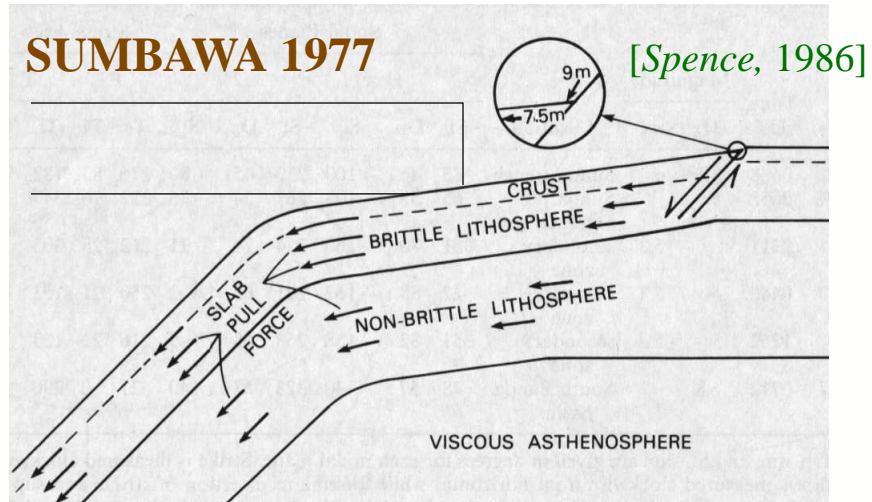 SUMBAWA 1977
[Spence, 1986]
9m
7.5m
CRUST
BRITTLE LITHOSPHERE
SLAB
PULL
FORCE
NON-BRITTLE LITHOSPHERE
VISCOUS ASTHENOSPHERE